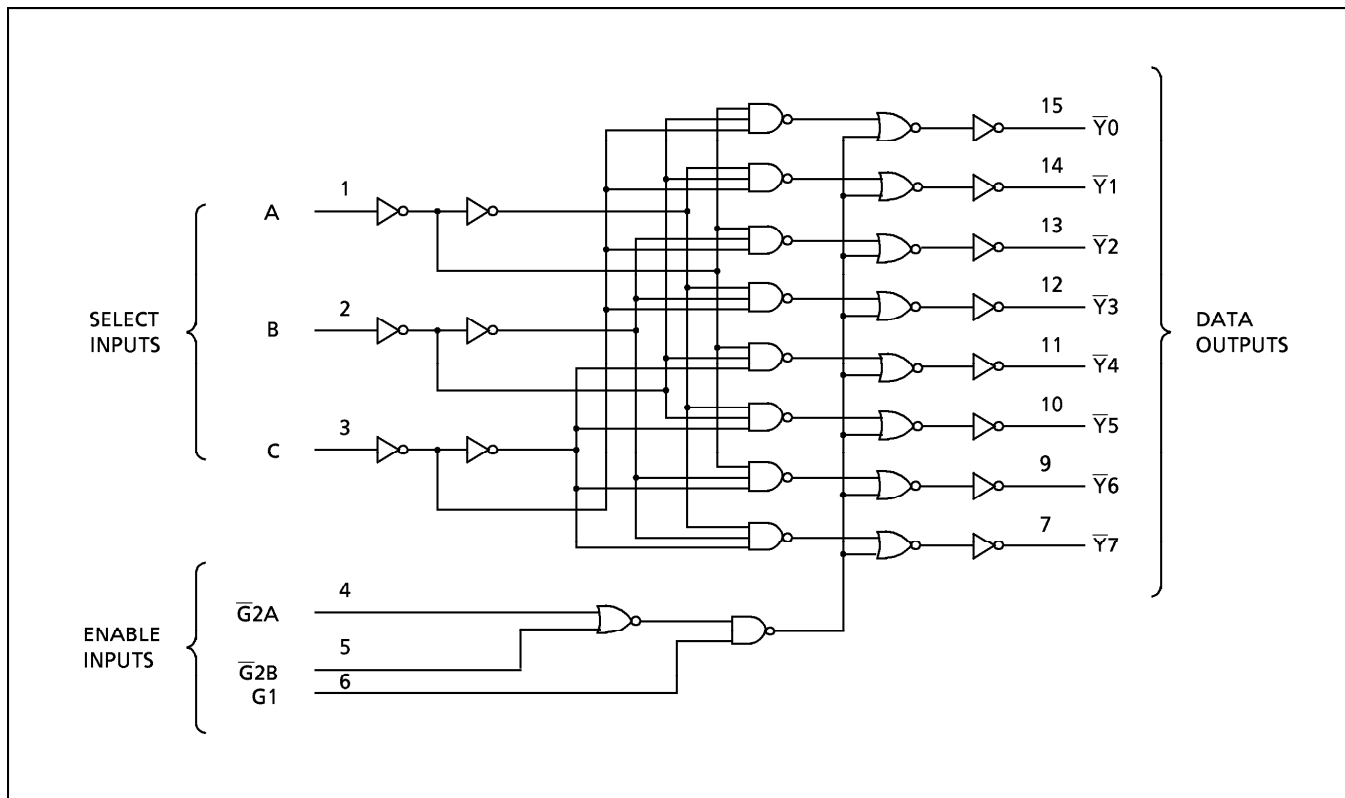 SELECT
INPUTS
A
1
B
2
C
3
ENABLE
INPUTS
G̅2A
4
G̅2B
5
G1
6
15
Y̅0
14
Y̅1
13
Y̅2
12
Y̅3
11
Y̅4
10
Y̅5
9
Y̅6
7
Y̅7
DATA
OUTPUTS